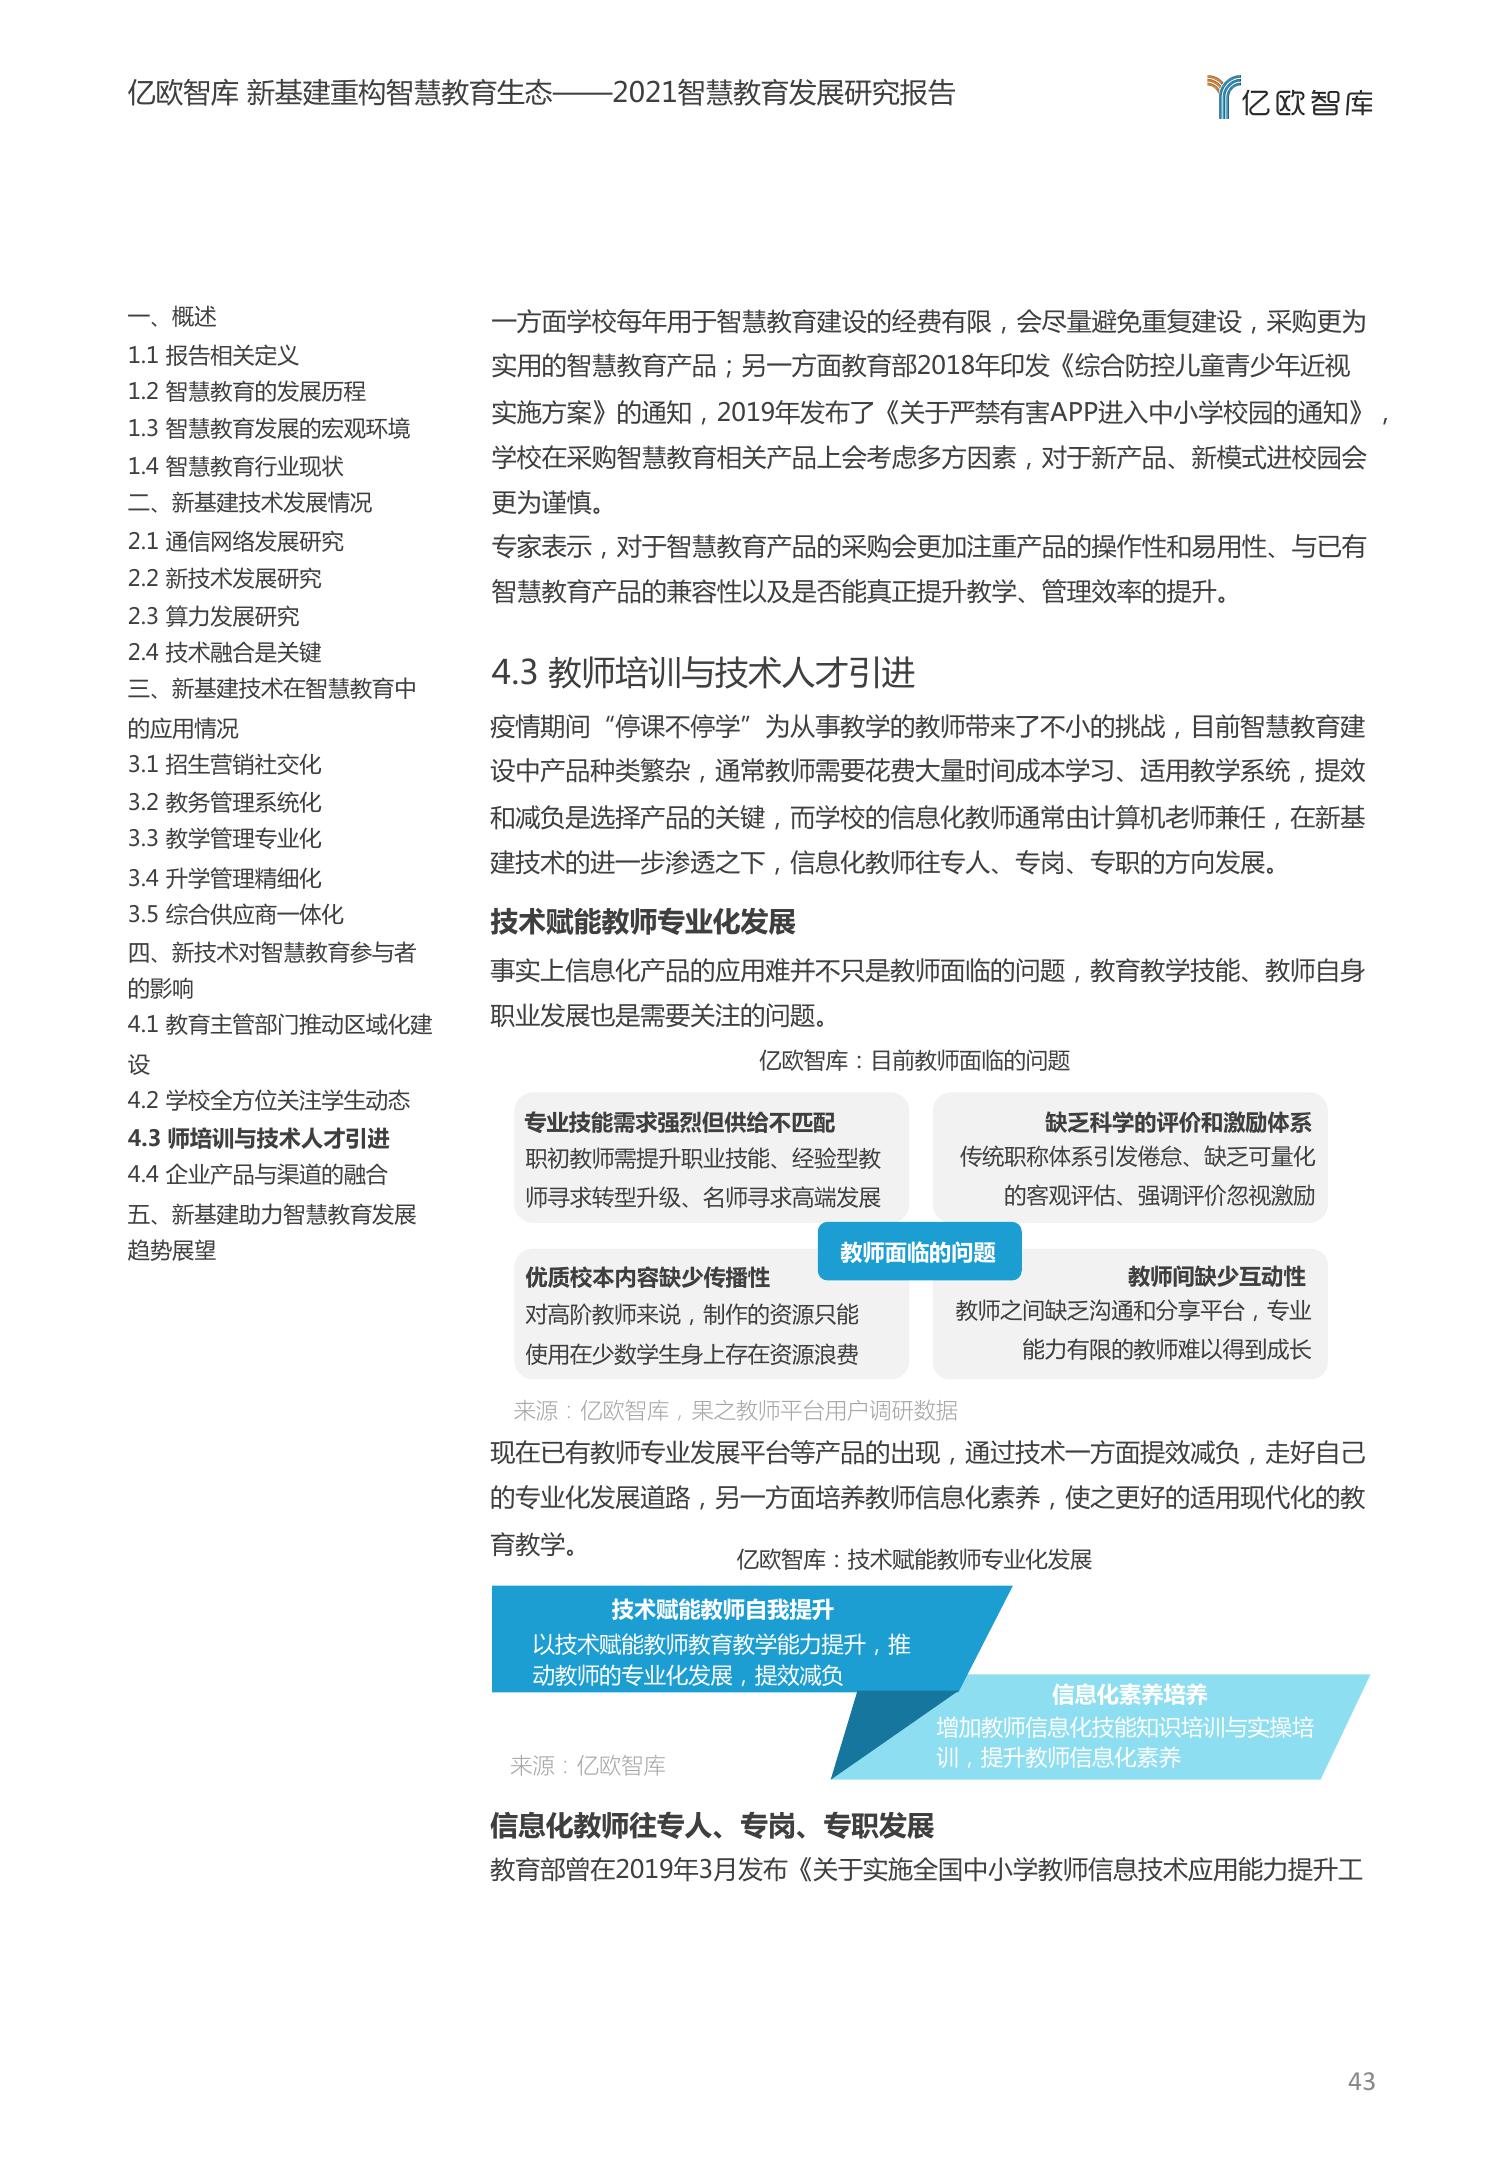 亿欧智库 新基建重构智慧教育生态——2021智慧教育发展研究报告
亿欧智库
一、概述
1.1 报告相关定义
1.2 智慧教育的发展历程
1.3 智慧教育发展的宏观环境
1.4 智慧教育行业现状
二、新基建技术发展情况
2.1 通信网络发展研究
2.2 新技术发展研究
2.3 算力发展研究
2.4 技术融合是关键
三、新基建技术在智慧教育中
的应用情况
3.1 招生营销社交化
3.2 教务管理系统化
3.3 教学管理专业化
3.4 升学管理精细化
3.5 综合供应商一体化
四、新技术对智慧教育参与者
的影响
4.1 教育主管部门推动区域化建
设
4.2 学校全方位关注学生动态
4.3 师培训与技术人才引进
4.4 企业产品与渠道的融合
五、新基建助力智慧教育发展
趋势展望
一方面学校每年用于智慧教育建设的经费有限，会尽量避免重复建设，采购更为
实用的智慧教育产品；另一方面教育部2018年印发《综合防控儿童青少年近视
实施方案》的通知，2019年发布了《关于严禁有害APP进入中小学校园的通知》，
学校在采购智慧教育相关产品上会考虑多方因素，对于新产品、新模式进校园会
更为谨慎。
专家表示，对于智慧教育产品的采购会更加注重产品的操作性和易用性、与已有
智慧教育产品的兼容性以及是否能真正提升教学、管理效率的提升。
4.3 教师培训与技术人才引进
疫情期间“停课不停学”为从事教学的教师带来了不小的挑战，目前智慧教育建
设中产品种类繁杂，通常教师需要花费大量时间成本学习、适用教学系统，提效
和减负是选择产品的关键，而学校的信息化教师通常由计算机老师兼任，在新基
建技术的进一步渗透之下，信息化教师往专人、专岗、专职的方向发展。
技术赋能教师专业化发展
事实上信息化产品的应用难并不只是教师面临的问题，教育教学技能、教师自身
职业发展也是需要关注的问题。
亿欧智库：目前教师面临的问题
专业技能需求强烈但供给不匹配
职初教师需提升职业技能、经验型教
师寻求转型升级、名师寻求高端发展
缺乏科学的评价和激励体系
传统职称体系引发倦怠、缺乏可量化
的客观评估、强调评价忽视激励
教师面临的问题
优质校本内容缺少传播性
对高阶教师来说，制作的资源只能
使用在少数学生身上存在资源浪费
教师间缺少互动性
教师之间缺乏沟通和分享平台，专业
能力有限的教师难以得到成长
来源：亿欧智库，果之教师平台用户调研数据
现在已有教师专业发展平台等产品的出现，通过技术一方面提效减负，走好自己
的专业化发展道路，另一方面培养教师信息化素养，使之更好的适用现代化的教
育教学。
亿欧智库：技术赋能教师专业化发展
技术赋能教师自我提升
以技术赋能教师教育教学能力提升，推
动教师的专业化发展，提效减负
信息化素养培养
增加教师信息化技能知识培训与实操培
训，提升教师信息化素养
来源：亿欧智库
信息化教师往专人、专岗、专职发展
教育部曾在2019年3月发布《关于实施全国中小学教师信息技术应用能力提升工
43